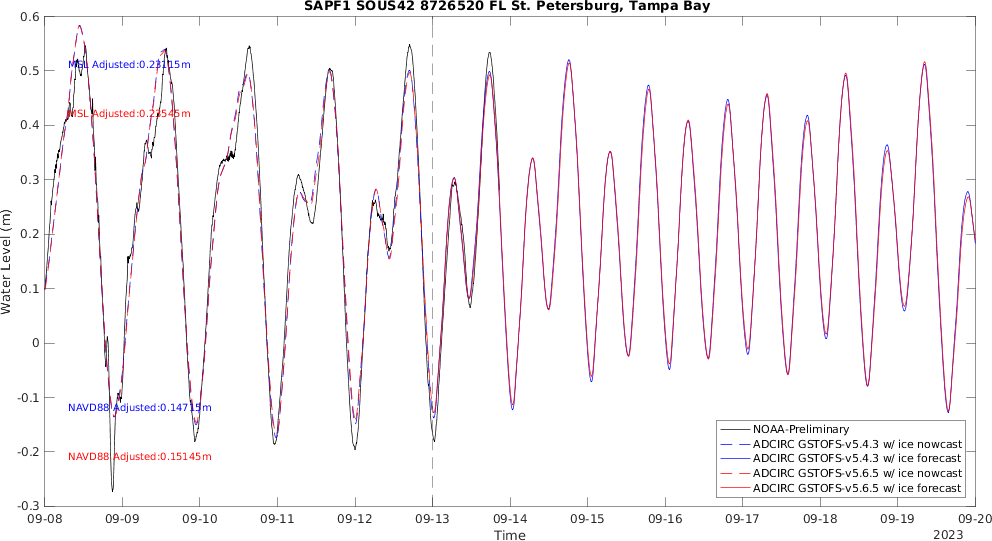 SAPF1 SOUS42 8726520 FL St. Petersburg, Tampa Bay
0.6
0.5
0.4
0.3
0.2
0.1
0
-0.1
-0.2
-0.3
Water Level (m)
MSL Adjusted:0.23115m
MSL Adjusted:0.23545m
NAVD88 Adjusted:0.14715m
NAVD88 Adjusted:0.15145m
NOAA-Preliminary
ADCIRC GSTOFS-v5.4.3 w/ ice nowcast
ADCIRC GSTOFS-v5.4.3 w/ ice forecast
ADCIRC GSTOFS-v5.6.5 w/ ice nowcast
ADCIRC GSTOFS-v5.6.5 w/ ice forecast
09-08 09-09 09-10 09-11 09-12 09-13 09-14 09-15 09-16 09-17 09-18 09-19 09-20
Time
2023